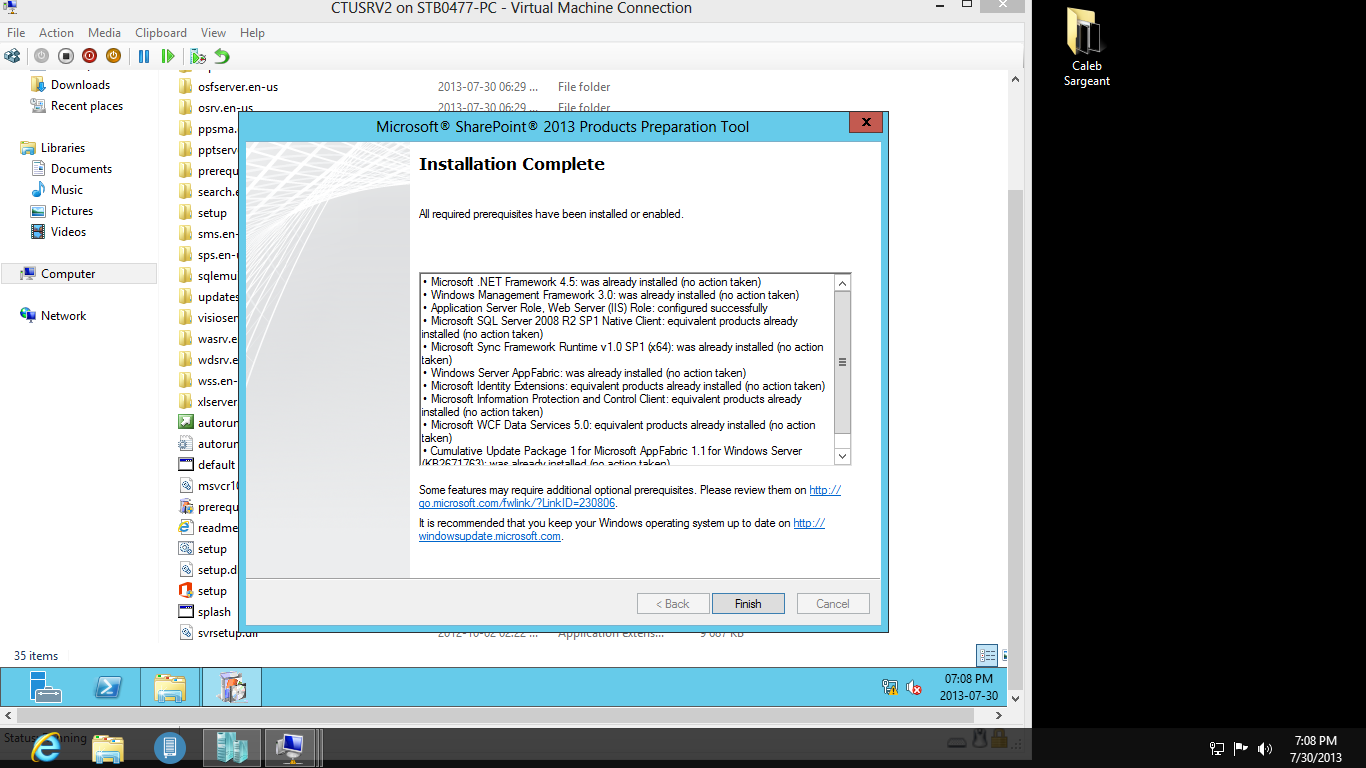 CTUSRV2 on STB0477-PC - Virtual Machine Connection
File Action Media Clipboard View Help
Downloads
Recent places
Libraries
Documents
Music
Pictures
Videos
Computer
Network
osfserver.en-us 2013-07-30 06:29 ... File folder
osrv.en-us 2013-07-30 06:29 ... File folder
ppsma.
pptserv
prerequ
search.e
setup
sms.en-
sps.en-
sqlemu
updates
visiosen
wasrv.e
wdsrv.e
wss.en-
xlserver
autorun
autorun
default
msvcr10
prerequ
readme
setup
setup.d
setup
splash
svrsetup.dll 2012-10-02 02:22 ... Application extens... 9 087 KB
Microsoft® SharePoint® 2013 Products Preparation Tool
Installation Complete
All required prerequisites have been installed or enabled.
• Microsoft .NET Framework 4.5: was already installed (no action taken)
• Windows Management Framework 3.0: was already installed (no action taken)
• Application Server Role, Web Server (IIS) Role: configured successfully
• Microsoft SQL Server 2008 R2 SP1 Native Client: equivalent products already
installed (no action taken)
• Microsoft Sync Framework Runtime v1.0 SP1 (x64): was already installed (no action
taken)
• Windows Server AppFabric: was already installed (no action taken)
• Microsoft Identity Extensions: equivalent products already installed (no action taken)
• Microsoft Information Protection and Control Client: equivalent products already
installed (no action taken)
• Microsoft WCF Data Services 5.0: equivalent products already installed (no action
taken)
• Cumulative Update Package 1 for Microsoft AppFabric 1.1 for Windows Server
(KB2671763): was already installed (no action taken)
Some features may require additional optional prerequisites. Please review them on http://
go.microsoft.com/fwlink/?LinkID=230806.
It is recommended that you keep your Windows operating system up to date on http://
windowsupdate.microsoft.com.
< Back Finish Cancel
35 items
07:08 PM
2013-07-30
Caleb
Sargeant
7:08 PM
7/30/2013